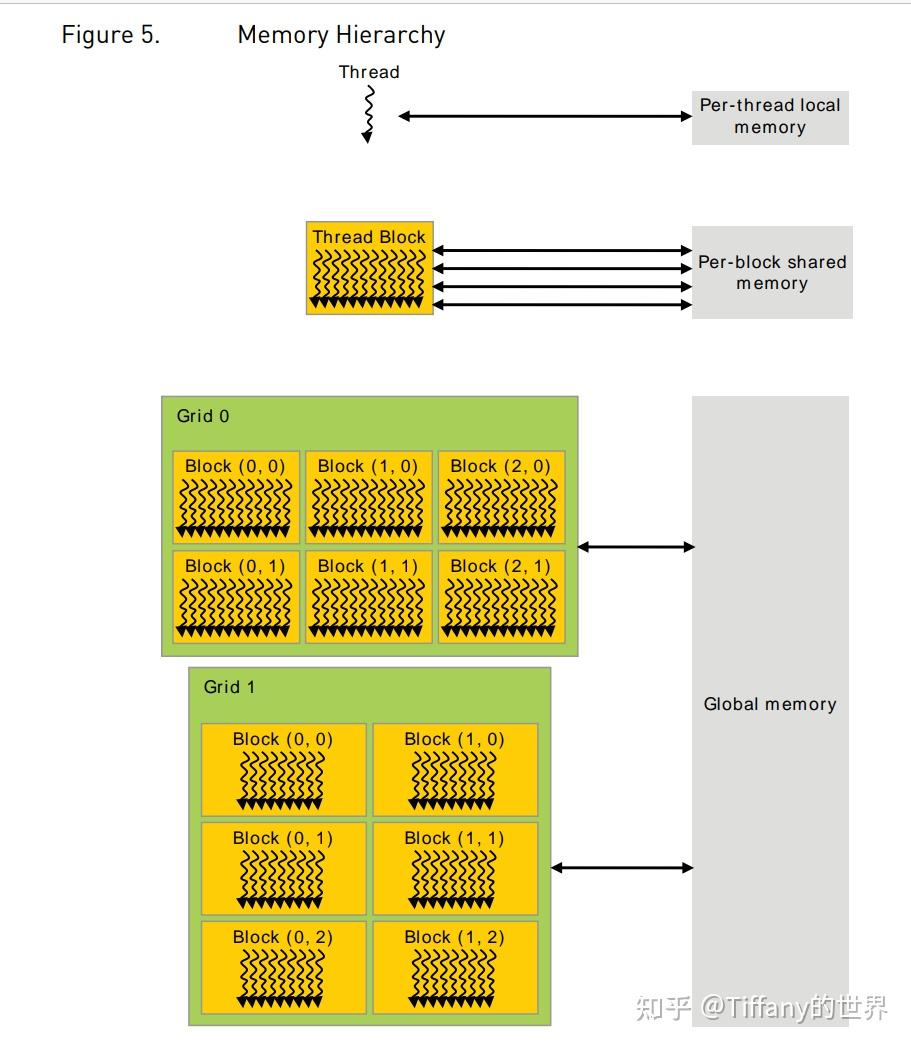 Figure 5. Memory Hierarchy
Thread
Per-thread local
memory
Thread Block
Per-block shared
memory
Grid 0
Block (0, 0) Block (1, 0) Block (2, 0)
Block (0, 1) Block (1, 1) Block (2, 1)
Grid 1
Global memory
Block (0, 0) Block (1, 0)
Block (0, 1) Block (1, 1)
Block (0, 2) Block (1, 2)
知乎 @Tiffany的世界